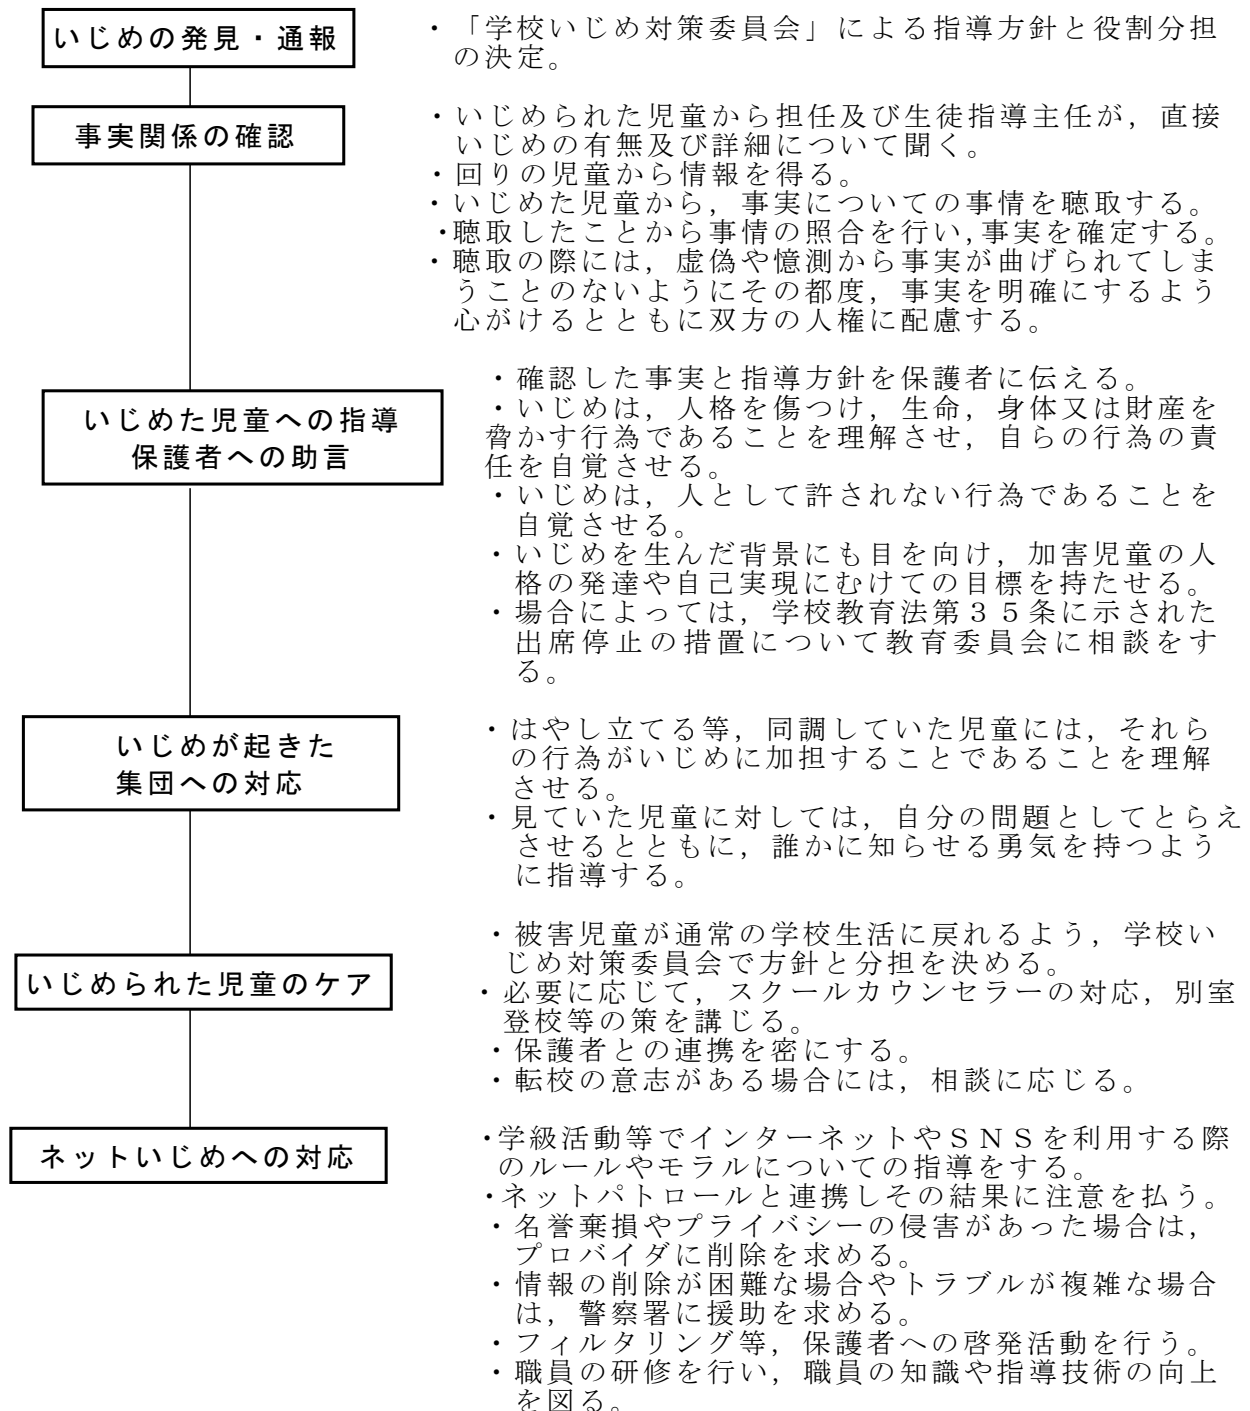 いじめの発見・通報
・「学校いじめ対策委員会」による指導方針と役割分担
の決定。
事実関係の確認
・いじめられた児童から担任及び生徒指導主任が，直接
いじめの有無及び詳細について聞く。
・回りの児童から情報を得る。
・いじめた児童から，事実についての事情を聴取する。
・聴取したことから事情の照合を行い,事実を確定する。
・聴取の際には，虚偽や憶測から事実が曲げられてしま
うことのないようにその都度，事実を明確にするよう
心がけるとともに双方の人権に配慮する。
いじめた児童への指導
保護者への助言
・確認した事実と指導方針を保護者に伝える。
・いじめは，人格を傷つけ，生命，身体又は財産を
脅かす行為であることを理解させ，自らの行為の責
任を自覚させる。
・いじめは，人として許されない行為であることを
自覚させる。
・いじめを生んだ背景にも目を向け，加害児童の人
格の発達や自己実現にむけての目標を持たせる。
・場合によっては，学校教育法第３５条に示された
出席停止の措置について教育委員会に相談をす
る。
いじめが起きた
集団への対応
・はやし立てる等，同調していた児童には，それら
の行為がいじめに加担することであることを理解
させる。
・見ていた児童に対しては，自分の問題としてとらえ
させるとともに，誰かに知らせる勇気を持つよう
に指導する。
いじめられた児童のケア
・被害児童が通常の学校生活に戻れるよう，学校い
じめ対策委員会で方針と分担を決める。
・必要に応じて，スクールカウンセラーの対応，別室
登校等の策を講じる。
・保護者との連携を密にする。
・転校の意志がある場合には，相談に応じる。
ネットいじめへの対応
・学級活動等でインターネットやＳＮＳを利用する際
のルールやモラルについての指導をする。
・ネットパトロールと連携しその結果に注意を払う。
・名誉棄損やプライバシーの侵害があった場合は，
プロバイダに削除を求める。
・情報の削除が困難な場合やトラブルが複雑な場合
は，警察署に援助を求める。
・フィルタリング等，保護者への啓発活動を行う。
・職員の研修を行い，職員の知識や指導技術の向上
を図る。